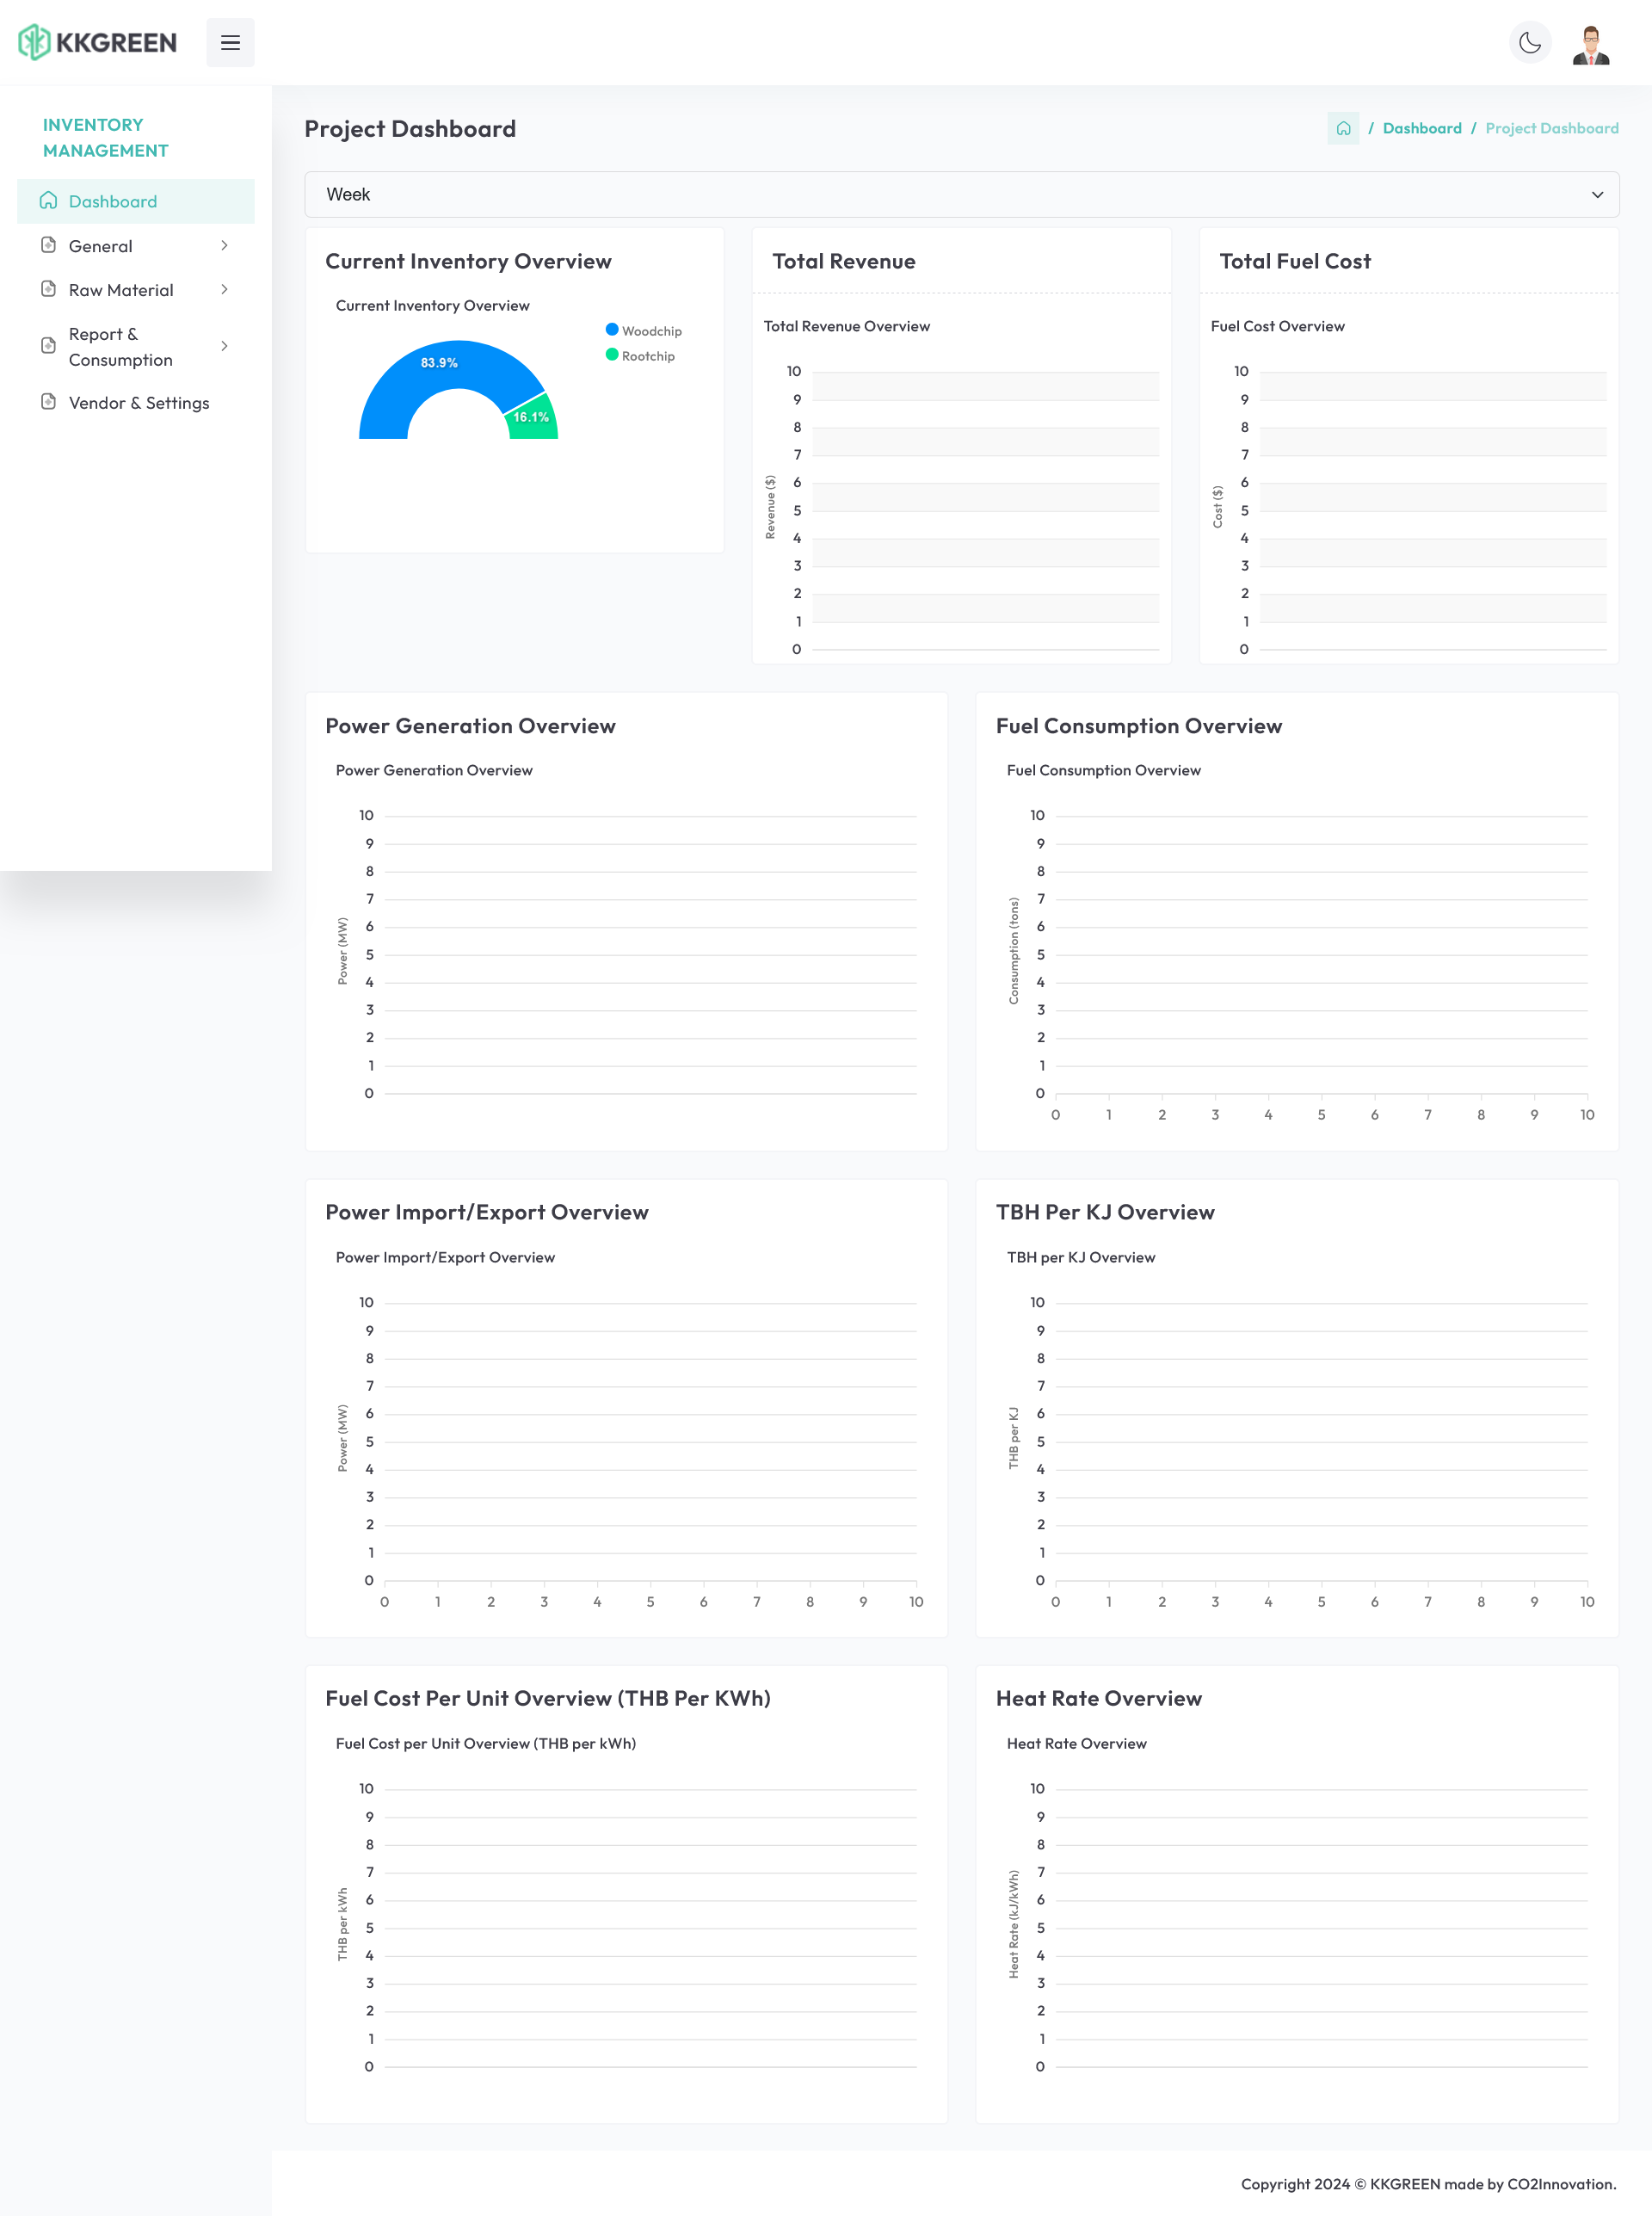 KKGREEN
INVENTORY
MANAGEMENT
Dashboard
General
Raw Material
Report &
Consumption
Vendor & Settings
Project Dashboard
/ Dashboard / Project Dashboard
Week
Current Inventory Overview
Current Inventory Overview
Woodchip
Rootchip
83.9%
16.1%
Total Revenue
Total Revenue Overview
Revenue ($)
10
9
8
7
6
5
4
3
2
1
0
Total Fuel Cost
Fuel Cost Overview
Cost ($)
10
9
8
7
6
5
4
3
2
1
0
Power Generation Overview
Power Generation Overview
Power (MW)
10
9
8
7
6
5
4
3
2
1
0
Fuel Consumption Overview
Fuel Consumption Overview
Consumption (tons)
10
9
8
7
6
5
4
3
2
1
0
0 1 2 3 4 5 6 7 8 9 10
Power Import/Export Overview
Power Import/Export Overview
Power (MW)
10
9
8
7
6
5
4
3
2
1
0
0 1 2 3 4 5 6 7 8 9 10
TBH Per KJ Overview
TBH per KJ Overview
THB per KJ
10
9
8
7
6
5
4
3
2
1
0
0 1 2 3 4 5 6 7 8 9 10
Fuel Cost Per Unit Overview (THB Per KWh)
Fuel Cost per Unit Overview (THB per kWh)
THB per kWh
10
9
8
7
6
5
4
3
2
1
0
Heat Rate Overview
Heat Rate Overview
Heat Rate (kJ/kWh)
10
9
8
7
6
5
4
3
2
1
0
Copyright 2024 © KKGREEN made by CO2Innovation.